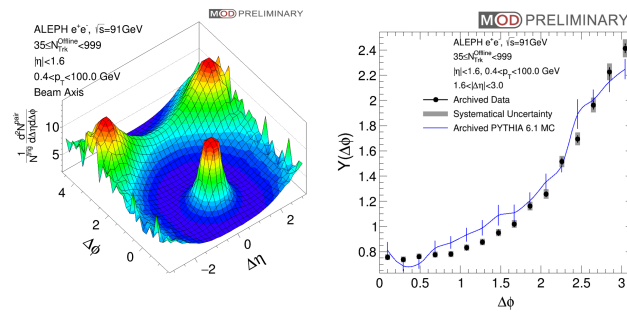 MOD PRELIMINARY
ALEPH e⁺e⁻, √s=91GeV
35≤N_Trk^Offline<999
|η|<1.6
0.4<p_T<100.0 GeV
Beam Axis
1/N^trig d²N^pair/dΔηdΔφ
10
5
4
2
0
Δφ
−2
0
2
Δη
MOD PRELIMINARY
ALEPH e⁺e⁻, √s=91GeV
35≤N_Trk^Offline<999
|η|<1.6, 0.4<p_T<100.0 GeV
1.6<|Δη|<3.0
Archived Data
Systematical Uncertainty
Archived PYTHIA 6.1 MC
Y(Δφ)
2.4
2.2
2
1.8
1.6
1.4
1.2
1
0.8
0.6
0 0.5 1 1.5 2 2.5 3
Δφ